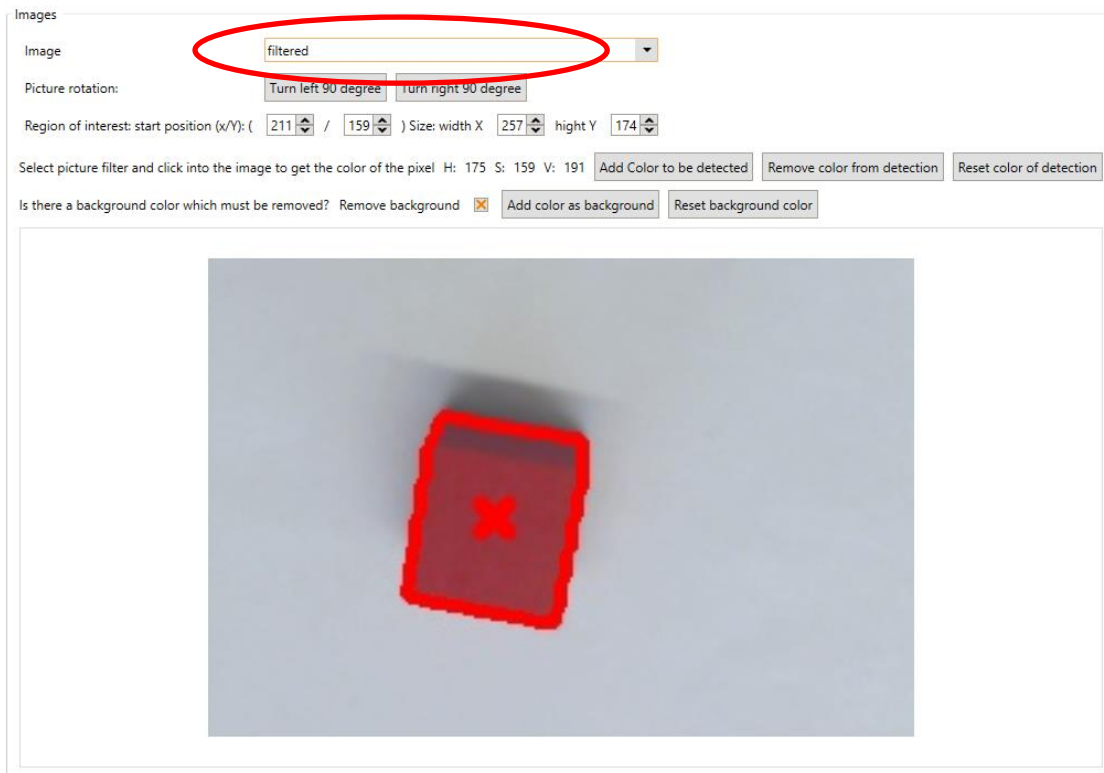 Images
Image filtered
Picture rotation: Turn left 90 degree Turn right 90 degree
Region of interest: start position (x/Y): ( 211 / 159 ) Size: width X 257 hight Y 174
Select picture filter and click into the image to get the color of the pixel H: 175 S: 159 V: 191 Add Color to be detected Remove color from detection Reset color of detection
Is there a background color which must be removed? Remove background Add color as background Reset background color